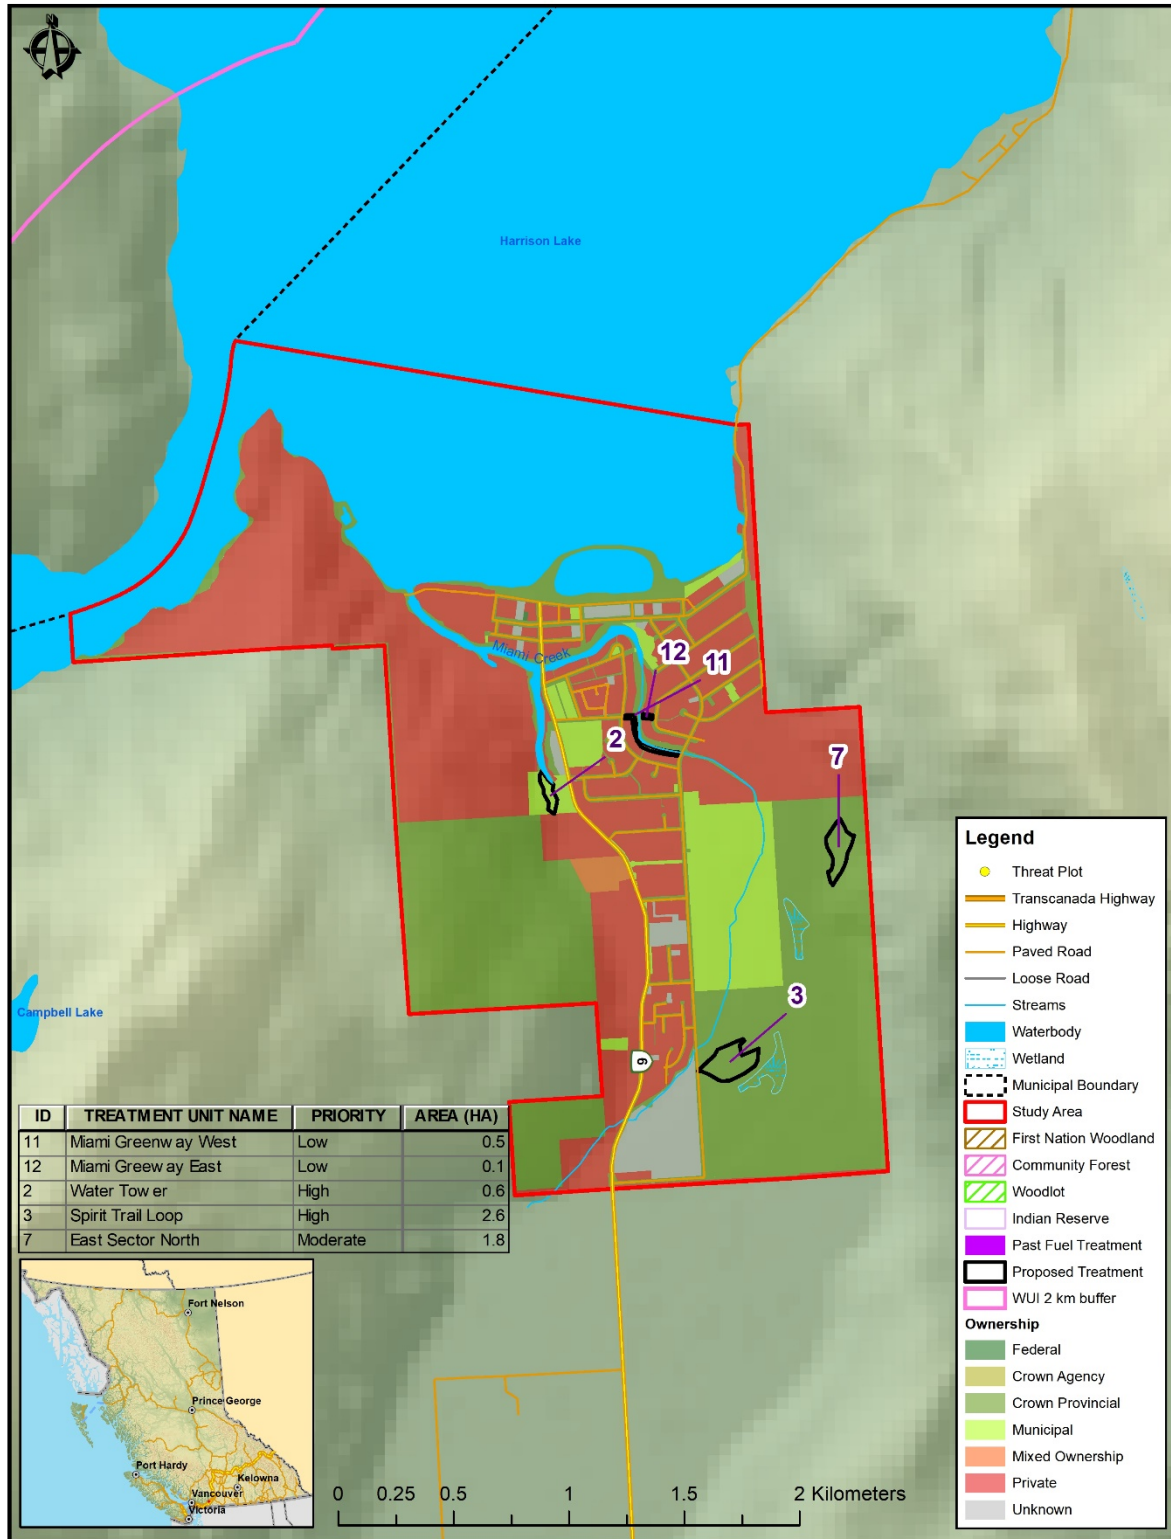 N
Harrison Lake
Miami Creek
12
11
2
7
3
Campbell Lake
9
ID TREATMENT UNIT NAME PRIORITY AREA (HA)
11 Miami Greenway West Low 0.5
12 Miami Greeway East Low 0.1
2 Water Tower High 0.6
3 Spirit Trail Loop High 2.6
7 East Sector North Moderate 1.8
Legend
Threat Plot
Transcanada Highway
Highway
Paved Road
Loose Road
Streams
Waterbody
Wetland
Municipal Boundary
Study Area
First Nation Woodland
Community Forest
Woodlot
Indian Reserve
Past Fuel Treatment
Proposed Treatment
WUI 2 km buffer
Ownership
Federal
Crown Agency
Crown Provincial
Municipal
Mixed Ownership
Private
Unknown
Fort Nelson
Prince George
Port Hardy
Kelowna
Vancouver
Victoria
0 0.25 0.5 1 1.5 2 Kilometers